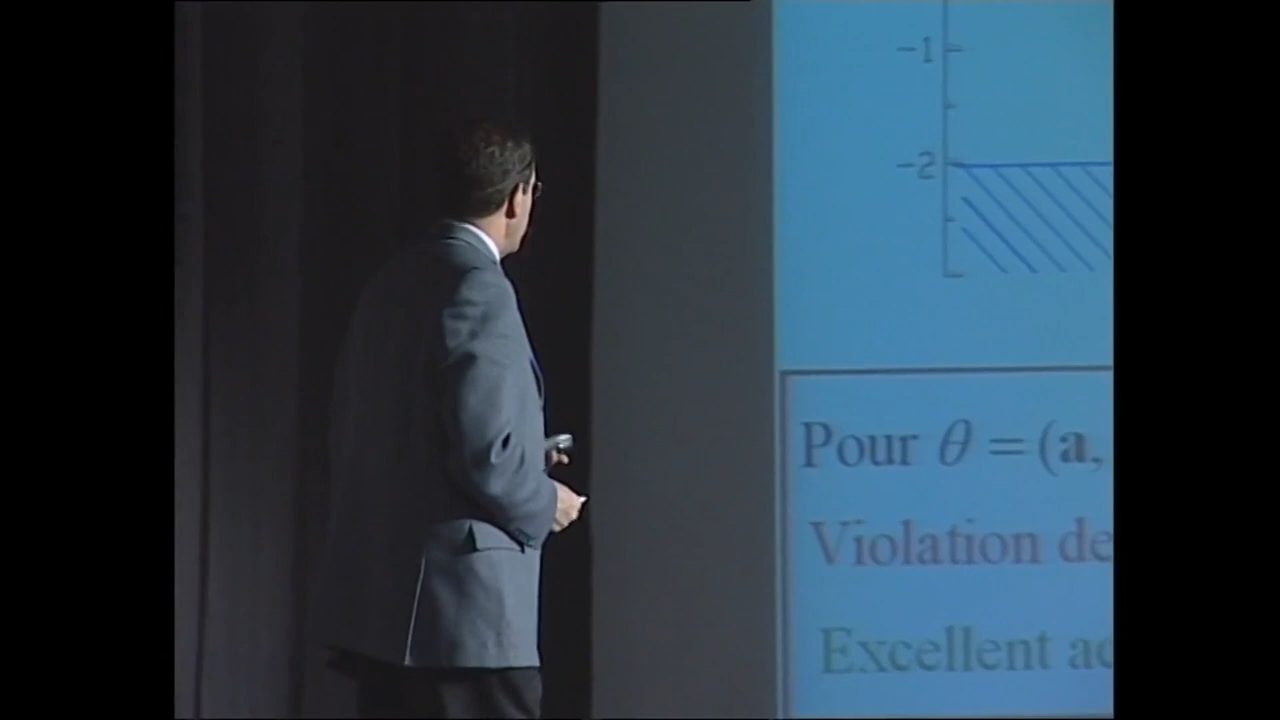 -1
-2
Pour θ = (a,
Violation de
Excellent ac